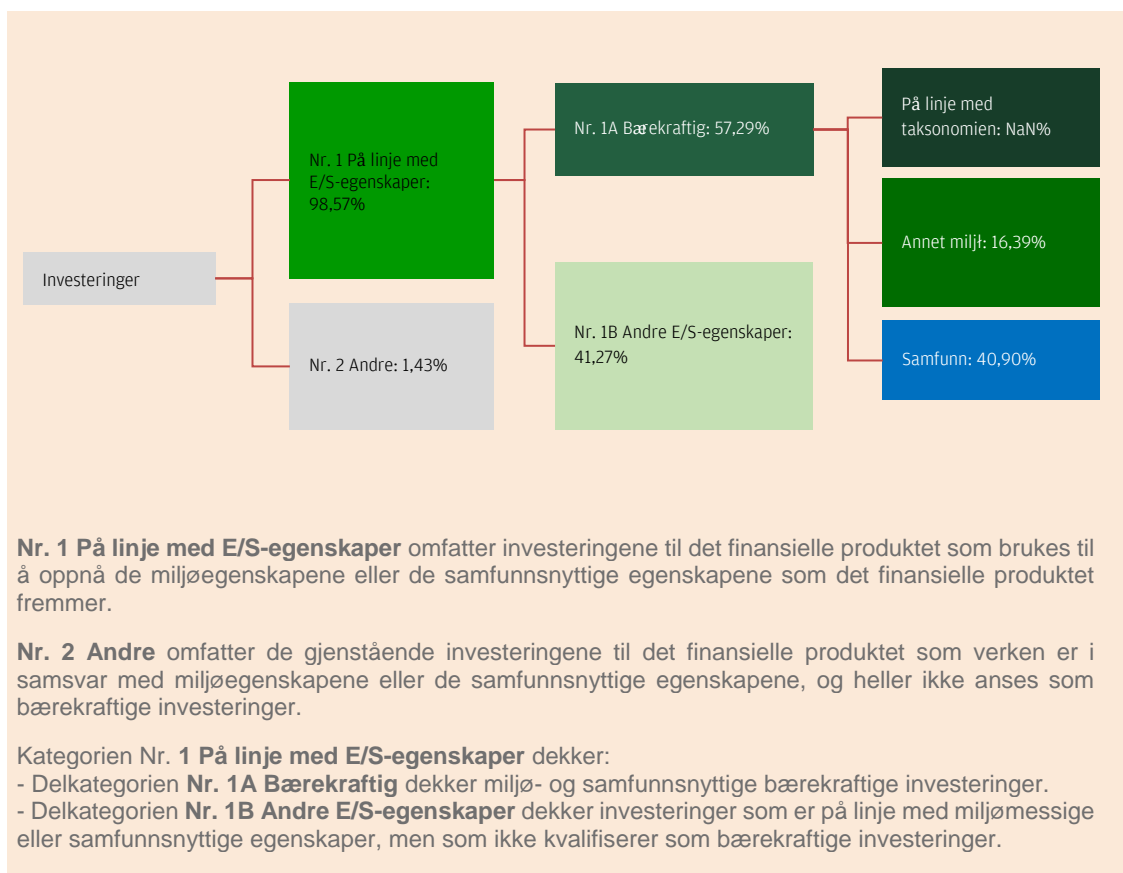 Investeringer
Nr. 1 På linje med
E/S-egenskaper:
98,57%
Nr. 2 Andre: 1,43%
Nr. 1A Bærekraftig: 57,29%
Nr. 1B Andre E/S-egenskaper:
41,27%
På linje med
taksonomien: NaN%
Annet miljł: 16,39%
Samfunn: 40,90%
Nr. 1 På linje med E/S-egenskaper omfatter investeringene til det finansielle produktet som brukes til
å oppnå de miljøegenskapene eller de samfunnsnyttige egenskapene som det finansielle produktet
fremmer.
Nr. 2 Andre omfatter de gjenstående investeringene til det finansielle produktet som verken er i
samsvar med miljøegenskapene eller de samfunnsnyttige egenskapene, og heller ikke anses som
bærekraftige investeringer.
Kategorien Nr. 1 På linje med E/S-egenskaper dekker:
- Delkategorien Nr. 1A Bærekraftig dekker miljø- og samfunnsnyttige bærekraftige investeringer.
- Delkategorien Nr. 1B Andre E/S-egenskaper dekker investeringer som er på linje med miljømessige
eller samfunnsnyttige egenskaper, men som ikke kvalifiserer som bærekraftige investeringer.